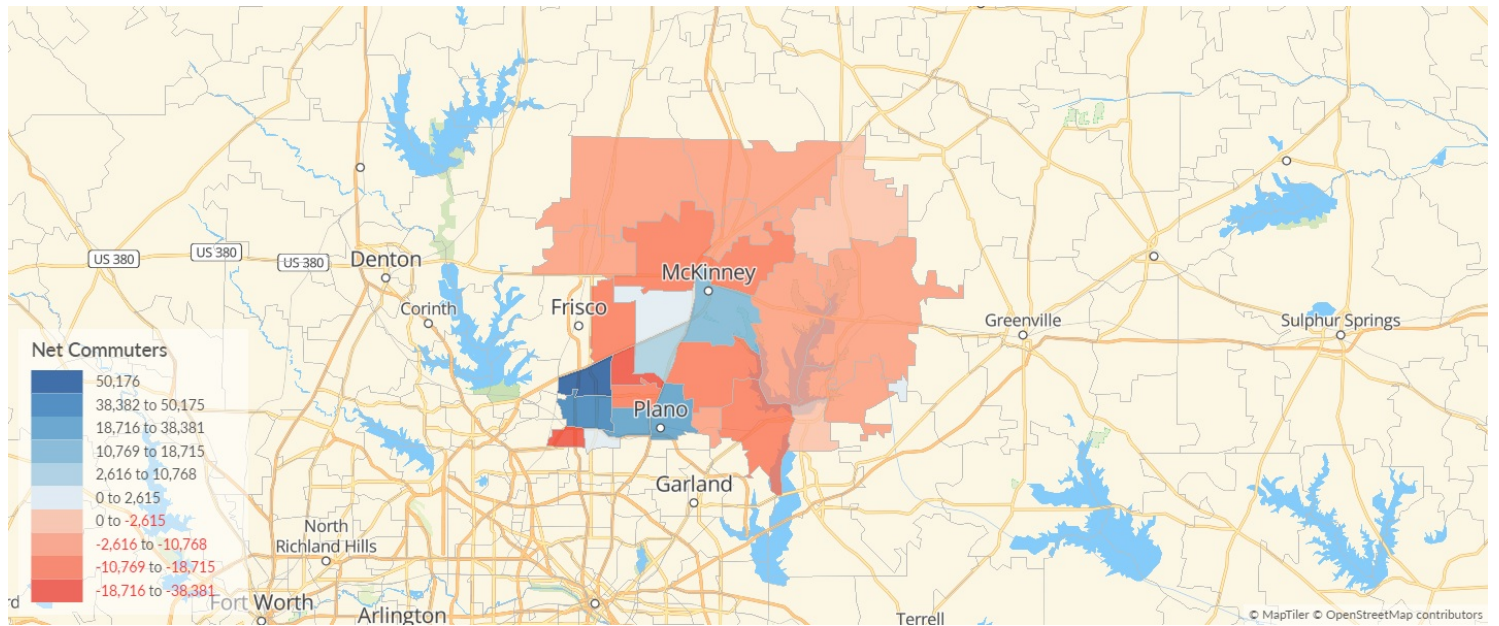 US 380
US 380
US 380
Denton
McKinney
Corinth
Frisco
Greenville
Sulphur Springs
Net Commuters
50,176
38,382 to 50,175
18,716 to 38,381
10,769 to 18,715
2,616 to 10,768
0 to 2,615
0 to -2,615
-2,616 to -10,768
-10,769 to -18,715
-18,716 to -38,381
Plano
Garland
North
Richland Hills
Fort Worth
Arlington
Terrell
© MapTiler © OpenStreetMap contributors